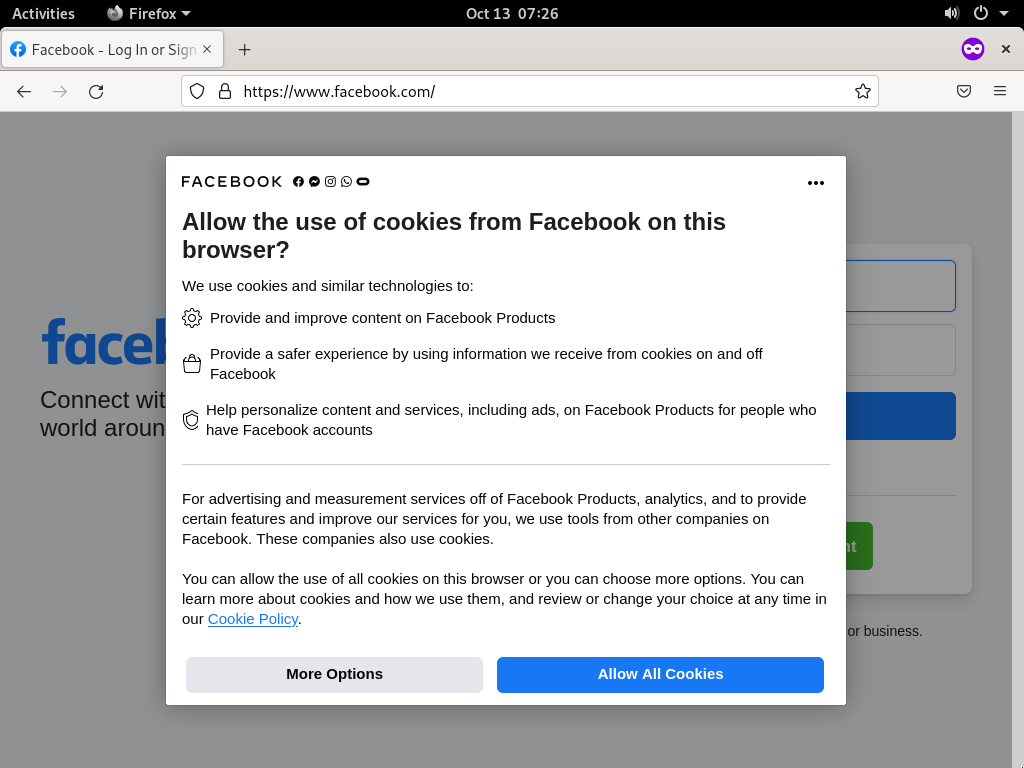 Activities Firefox Oct 13 07:26
Facebook - Log In or Sign
https://www.facebook.com/
FACEBOOK
Allow the use of cookies from Facebook on this
browser?
We use cookies and similar technologies to:
Provide and improve content on Facebook Products
Provide a safer experience by using information we receive from cookies on and off
Facebook
Help personalize content and services, including ads, on Facebook Products for people who
have Facebook accounts
faceb
Connect wit
world aroun
For advertising and measurement services off of Facebook Products, analytics, and to provide
certain features and improve our services for you, we use tools from other companies on
Facebook. These companies also use cookies.
nt
You can allow the use of all cookies on this browser or you can choose more options. You can
learn more about cookies and how we use them, and review or change your choice at any time in
our Cookie Policy.
or business.
More Options Allow All Cookies